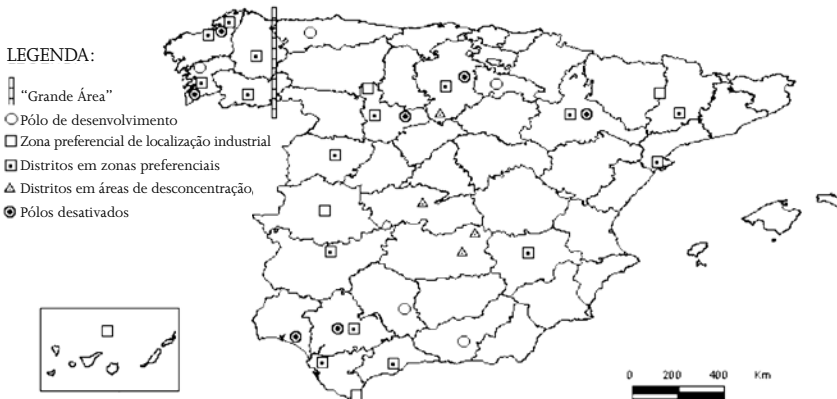 LEGENDA:
“Grande Área”
Pólo de desenvolvimento
Zona preferencial de localização industrial
Distritos em zonas preferenciais
Distritos em áreas de desconcentração,
Pólos desativados
0 200 400 Km